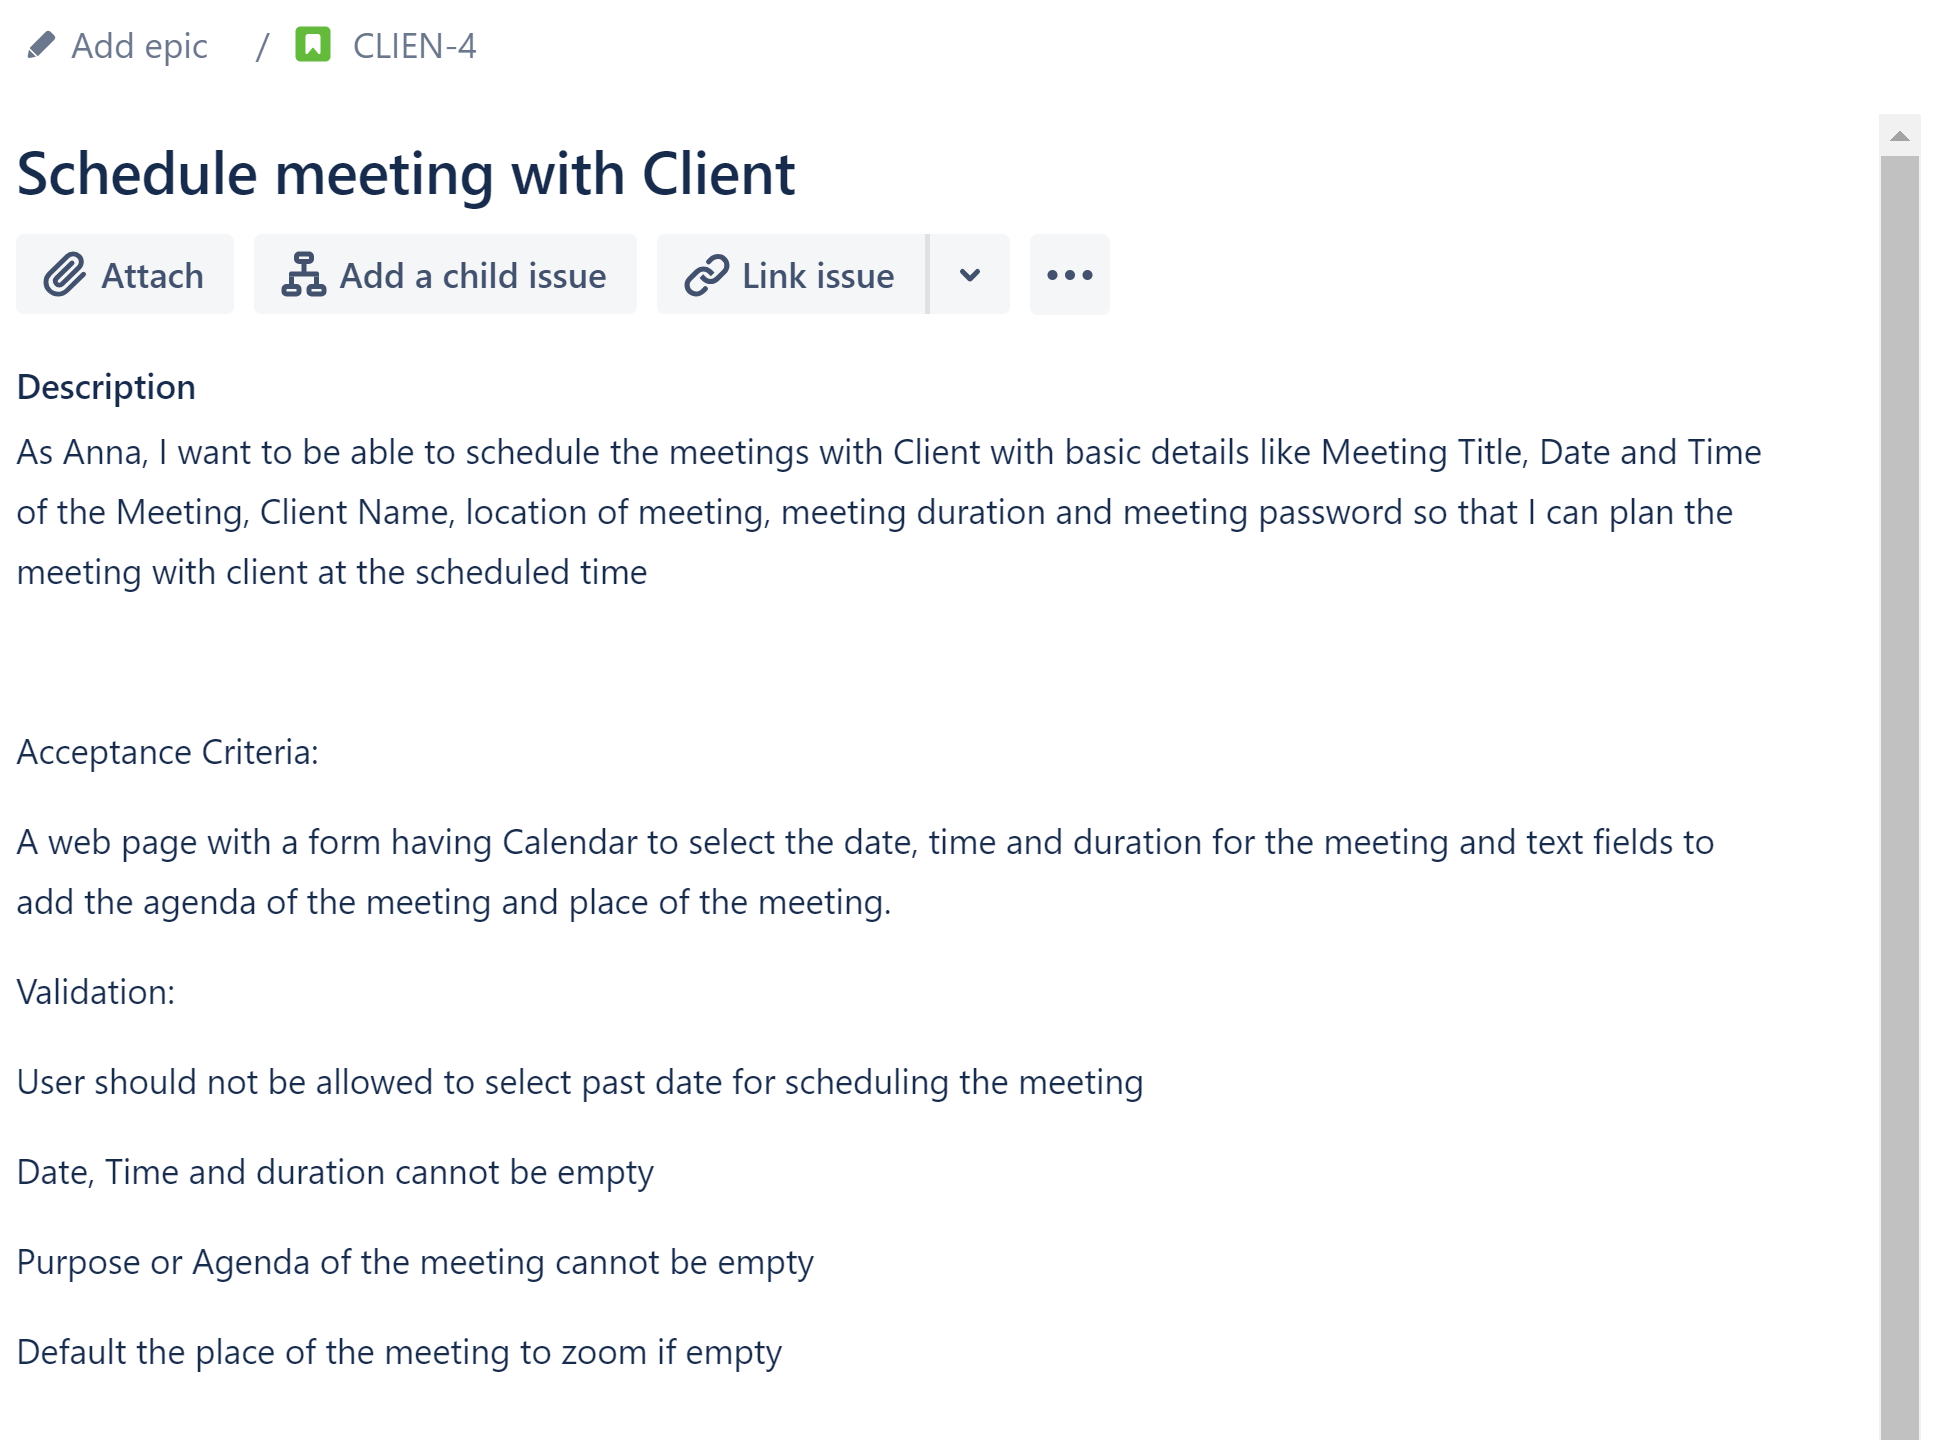 Add epic / CLIEN-4
Schedule meeting with Client
Attach Add a child issue Link issue
Description
As Anna, I want to be able to schedule the meetings with Client with basic details like Meeting Title, Date and Time
of the Meeting, Client Name, location of meeting, meeting duration and meeting password so that I can plan the
meeting with client at the scheduled time
Acceptance Criteria:
A web page with a form having Calendar to select the date, time and duration for the meeting and text fields to
add the agenda of the meeting and place of the meeting.
Validation:
User should not be allowed to select past date for scheduling the meeting
Date, Time and duration cannot be empty
Purpose or Agenda of the meeting cannot be empty
Default the place of the meeting to zoom if empty